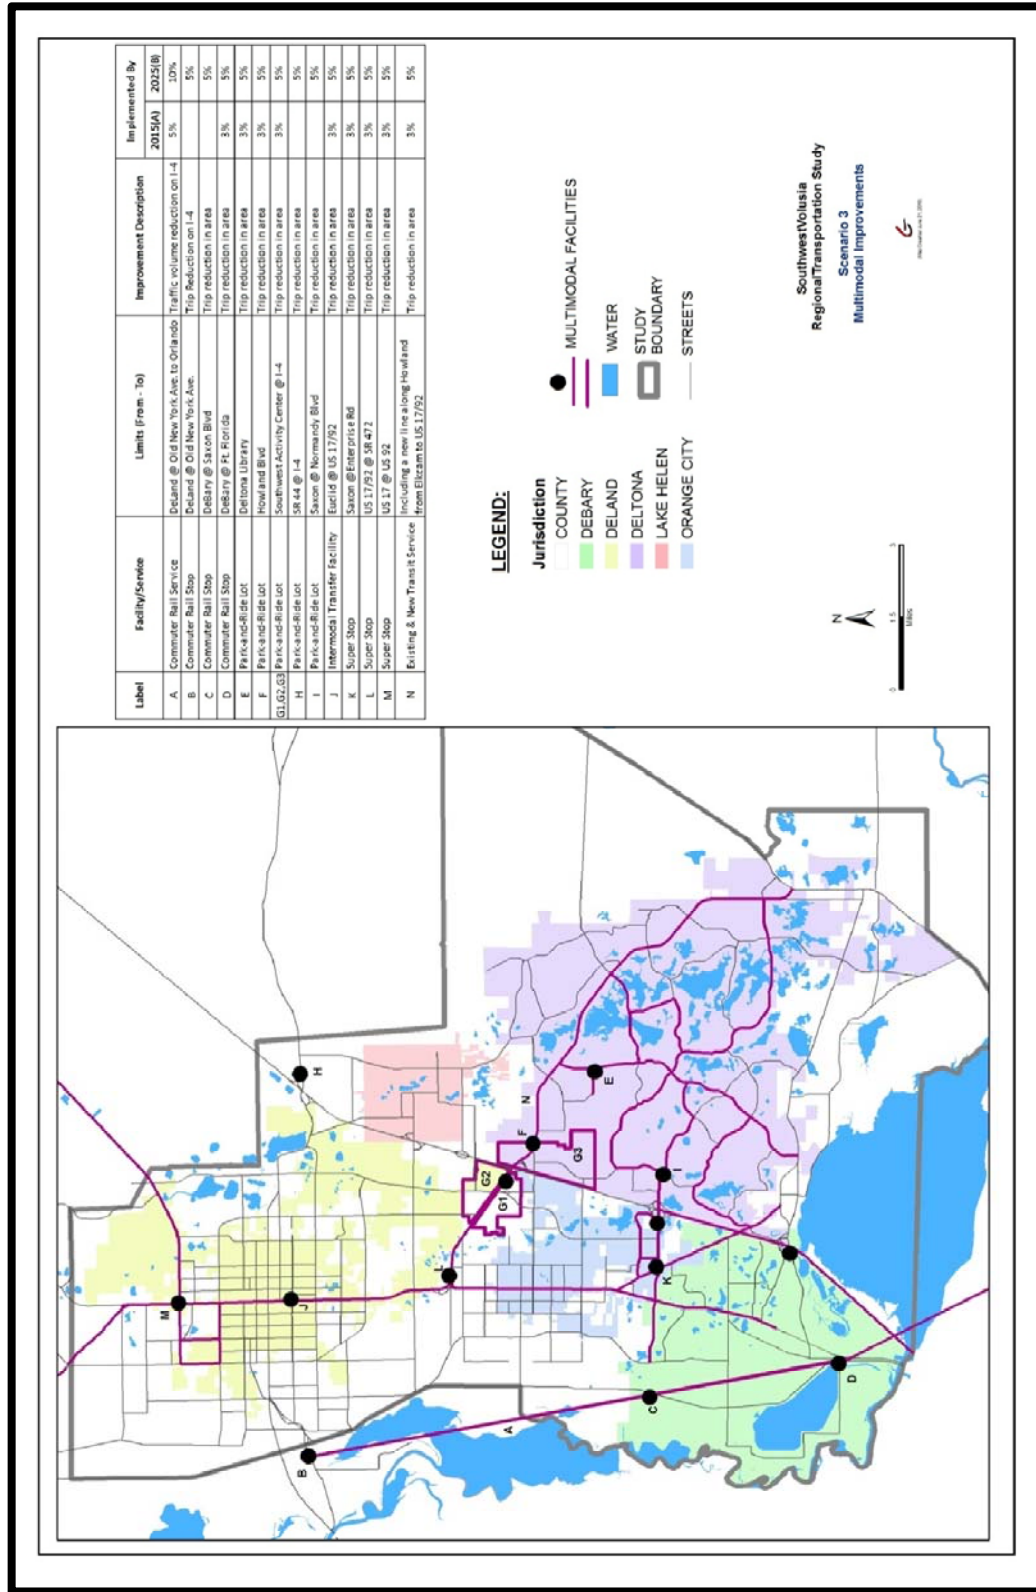 Label Facility/Service Limits (From - To) Improvement Description Implemented By
2015(A) 2025(B)
A Commuter Rail Service DeLand @ Old New York Ave. to Orlando Traffic volume reduction on I-4 5% 10%
B Commuter Rail Stop DeLand @ Old New York Ave. Trip Reduction on I-4 5%
C Commuter Rail Stop DeBary @ Saxon Blvd Trip reduction in area 5%
D Commuter Rail Stop DeBary @ Ft. Florida Trip reduction in area 3% 5%
E Park-and-Ride Lot Deltona Library Trip reduction in area 3% 5%
F Park-and-Ride Lot Howland Blvd Trip reduction in area 3% 5%
G1,G2,G3 Park-and-Ride Lot Southwest Activity Center @ I-4 Trip reduction in area 3% 5%
H Park-and-Ride Lot SR 44 @ I-4 Trip reduction in area 5%
I Park-and-Ride Lot Saxon @ Normandy Blvd Trip reduction in area 5%
J Intermodal Transfer Facility Euclid @ US 17/92 Trip reduction in area 3% 5%
K Super Stop Saxon @ Enterprise Rd Trip reduction in area 3% 5%
L Super Stop US 17/92 @ SR 472 Trip reduction in area 3% 5%
M Super Stop US 17 @ US 92 Trip reduction in area 3% 5%
N Existing & New Transit Service Including a new line along Howland Trip reduction in area 3% 5%
from Elkcam to US 17/92
LEGEND:
Jurisdiction
COUNTY
DEBARY
DELAND
DELTONA
LAKE HELEN
ORANGE CITY
MULTIMODAL FACILITIES
WATER
STUDY
BOUNDARY
STREETS
N
0 1.5 3
Miles
Southwest Volusia
Regional Transportation Study
Scenario 3
Multimodal Improvements
M
J
L
B
A
C
D
K
I
E
F
N
G1
G2
G3
H